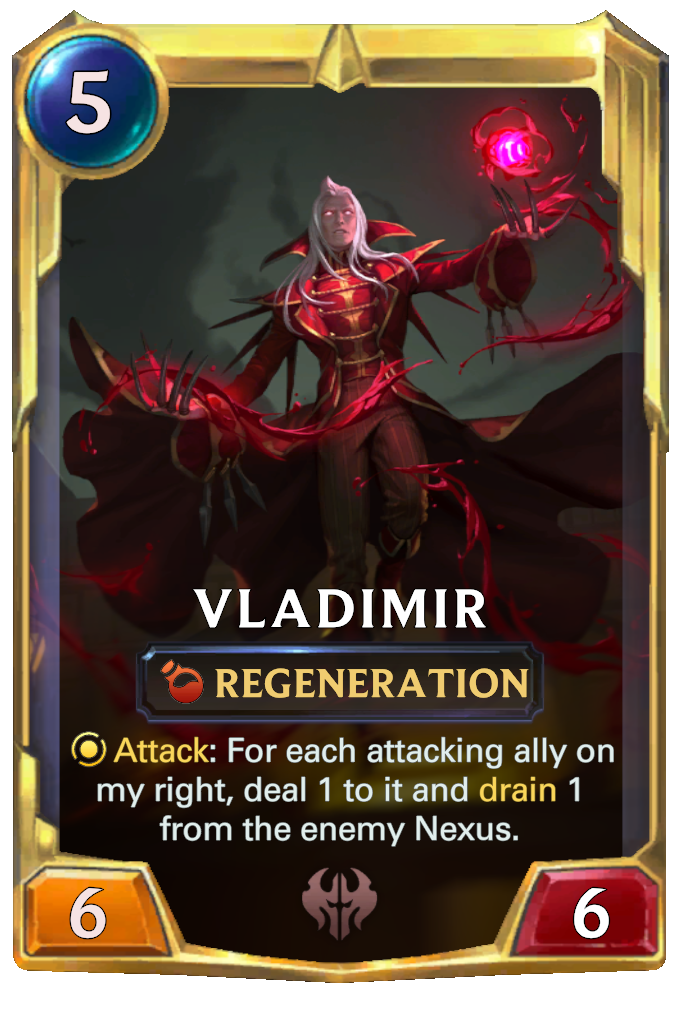 5
VLADIMIR
REGENERATION
Attack: For each attacking ally on
my right, deal 1 to it and drain 1
from the enemy Nexus.
6 6